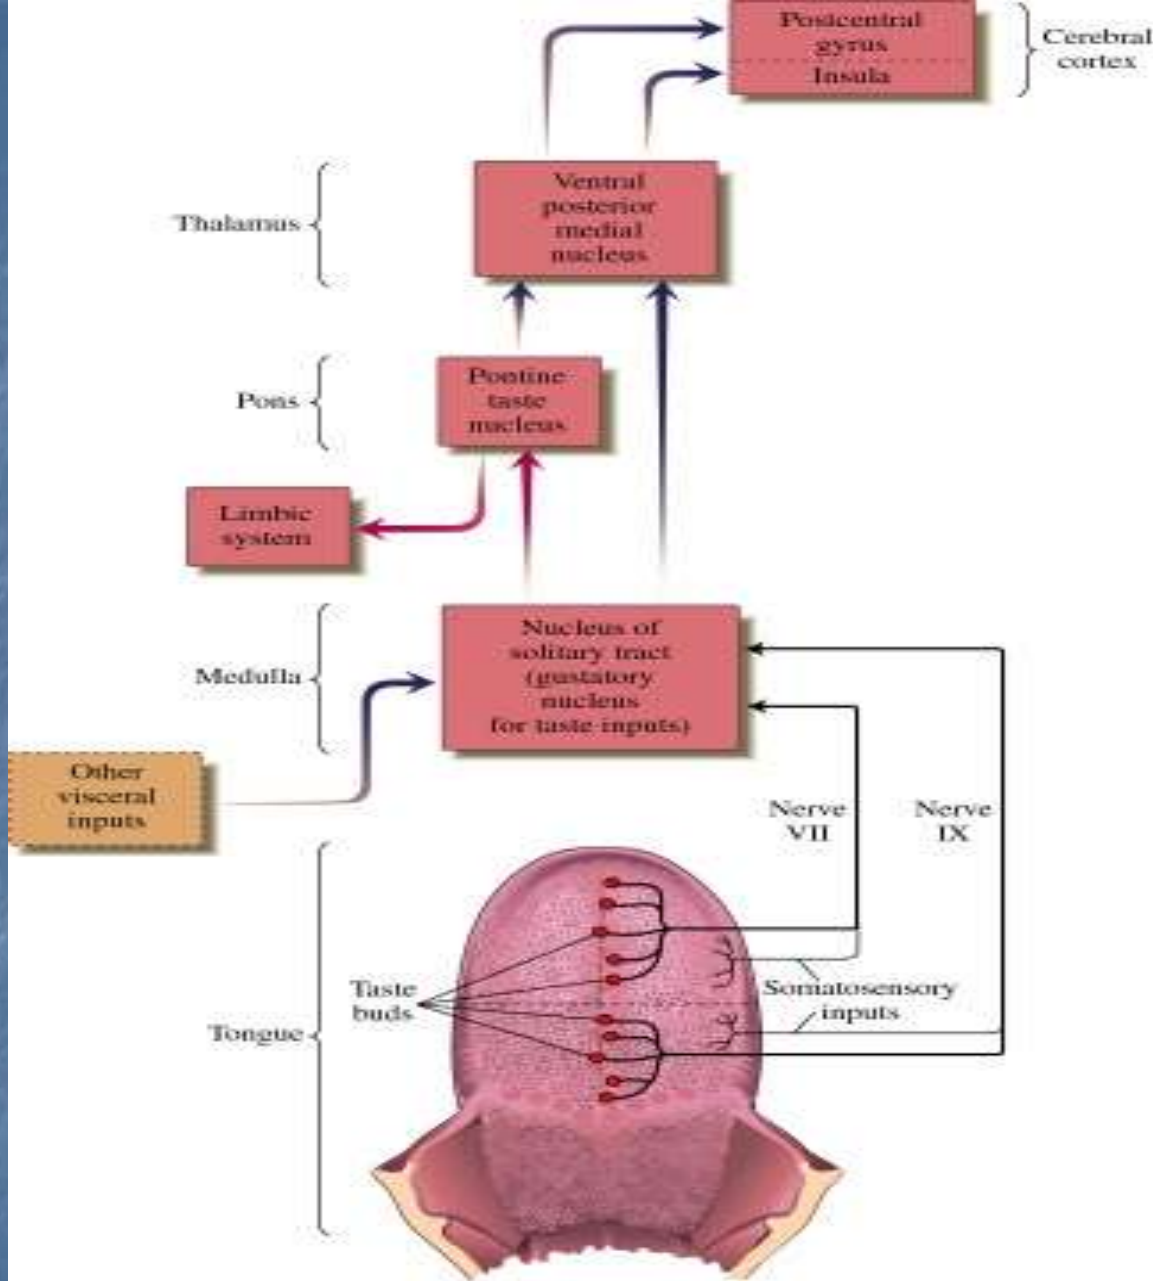 Postcentral
gyrus
Insula
Cerebral
cortex
Ventral
posterior
medial
nucleus
Thalamus
Pontine
taste
nucleus
Pons
Limbic
system
Nucleus of
solitary tract
(gustatory
nucleus
for taste inputs)
Medulla
Other
visceral
inputs
Nerve
VII
Nerve
IX
Taste
buds
Somatosensory
inputs
Tongue